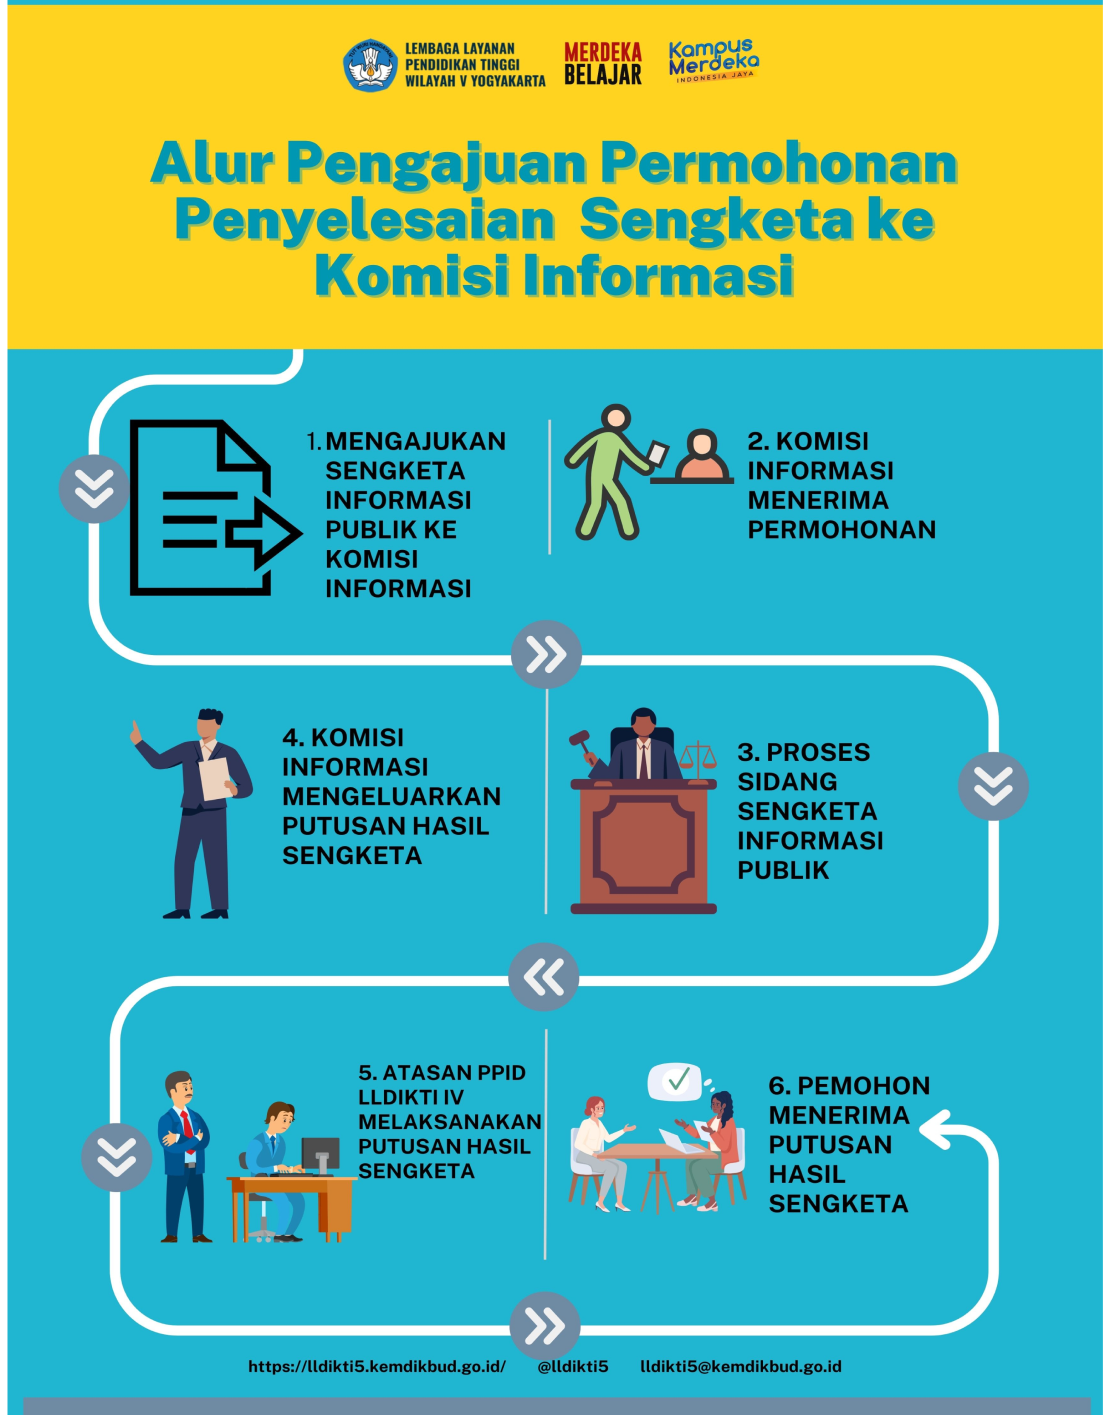 LEMBAGA LAYANAN
PENDIDIKAN TINGGI
WILAYAH V YOGYAKARTA
MERDEKA
BELAJAR
Kampus
Merdeka
INDONESIA JAYA
Alur Pengajuan Permohonan
Penyelesaian Sengketa ke
Komisi Informasi
1. MENGAJUKAN
SENGKETA
INFORMASI
PUBLIK KE
KOMISI
INFORMASI
2. KOMISI
INFORMASI
MENERIMA
PERMOHONAN
3. PROSES
SIDANG
SENGKETA
INFORMASI
PUBLIK
4. KOMISI
INFORMASI
MENGELUARKAN
PUTUSAN HASIL
SENGKETA
5. ATASAN PPID
LLDIKTI IV
MELAKSANAKAN
PUTUSAN HASIL
SENGKETA
6. PEMOHON
MENERIMA
PUTUSAN
HASIL
SENGKETA
https://lldikti5.kemdikbud.go.id/ @lldikti5 lldikti5@kemdikbud.go.id